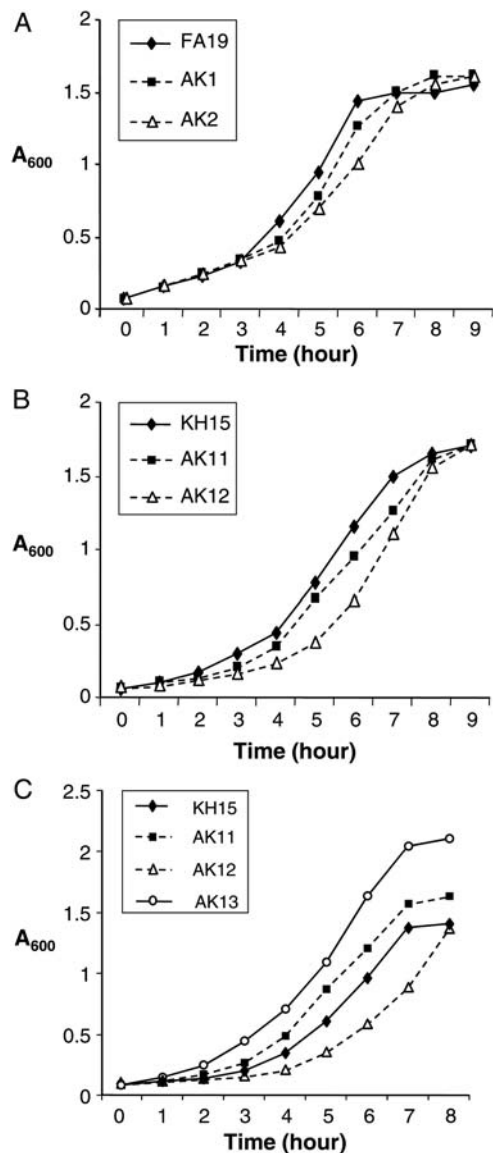 A
FA19
AK1
AK2
2
1.5
1
0.5
0
A600
0 1 2 3 4 5 6 7 8 9
Time (hour)
B
KH15
AK11
AK12
2
1.5
1
0.5
0
A600
0 1 2 3 4 5 6 7 8 9
Time (hour)
C
KH15
AK11
AK12
AK13
2.5
2
1.5
1
0.5
0
A600
0 1 2 3 4 5 6 7 8
Time (hour)